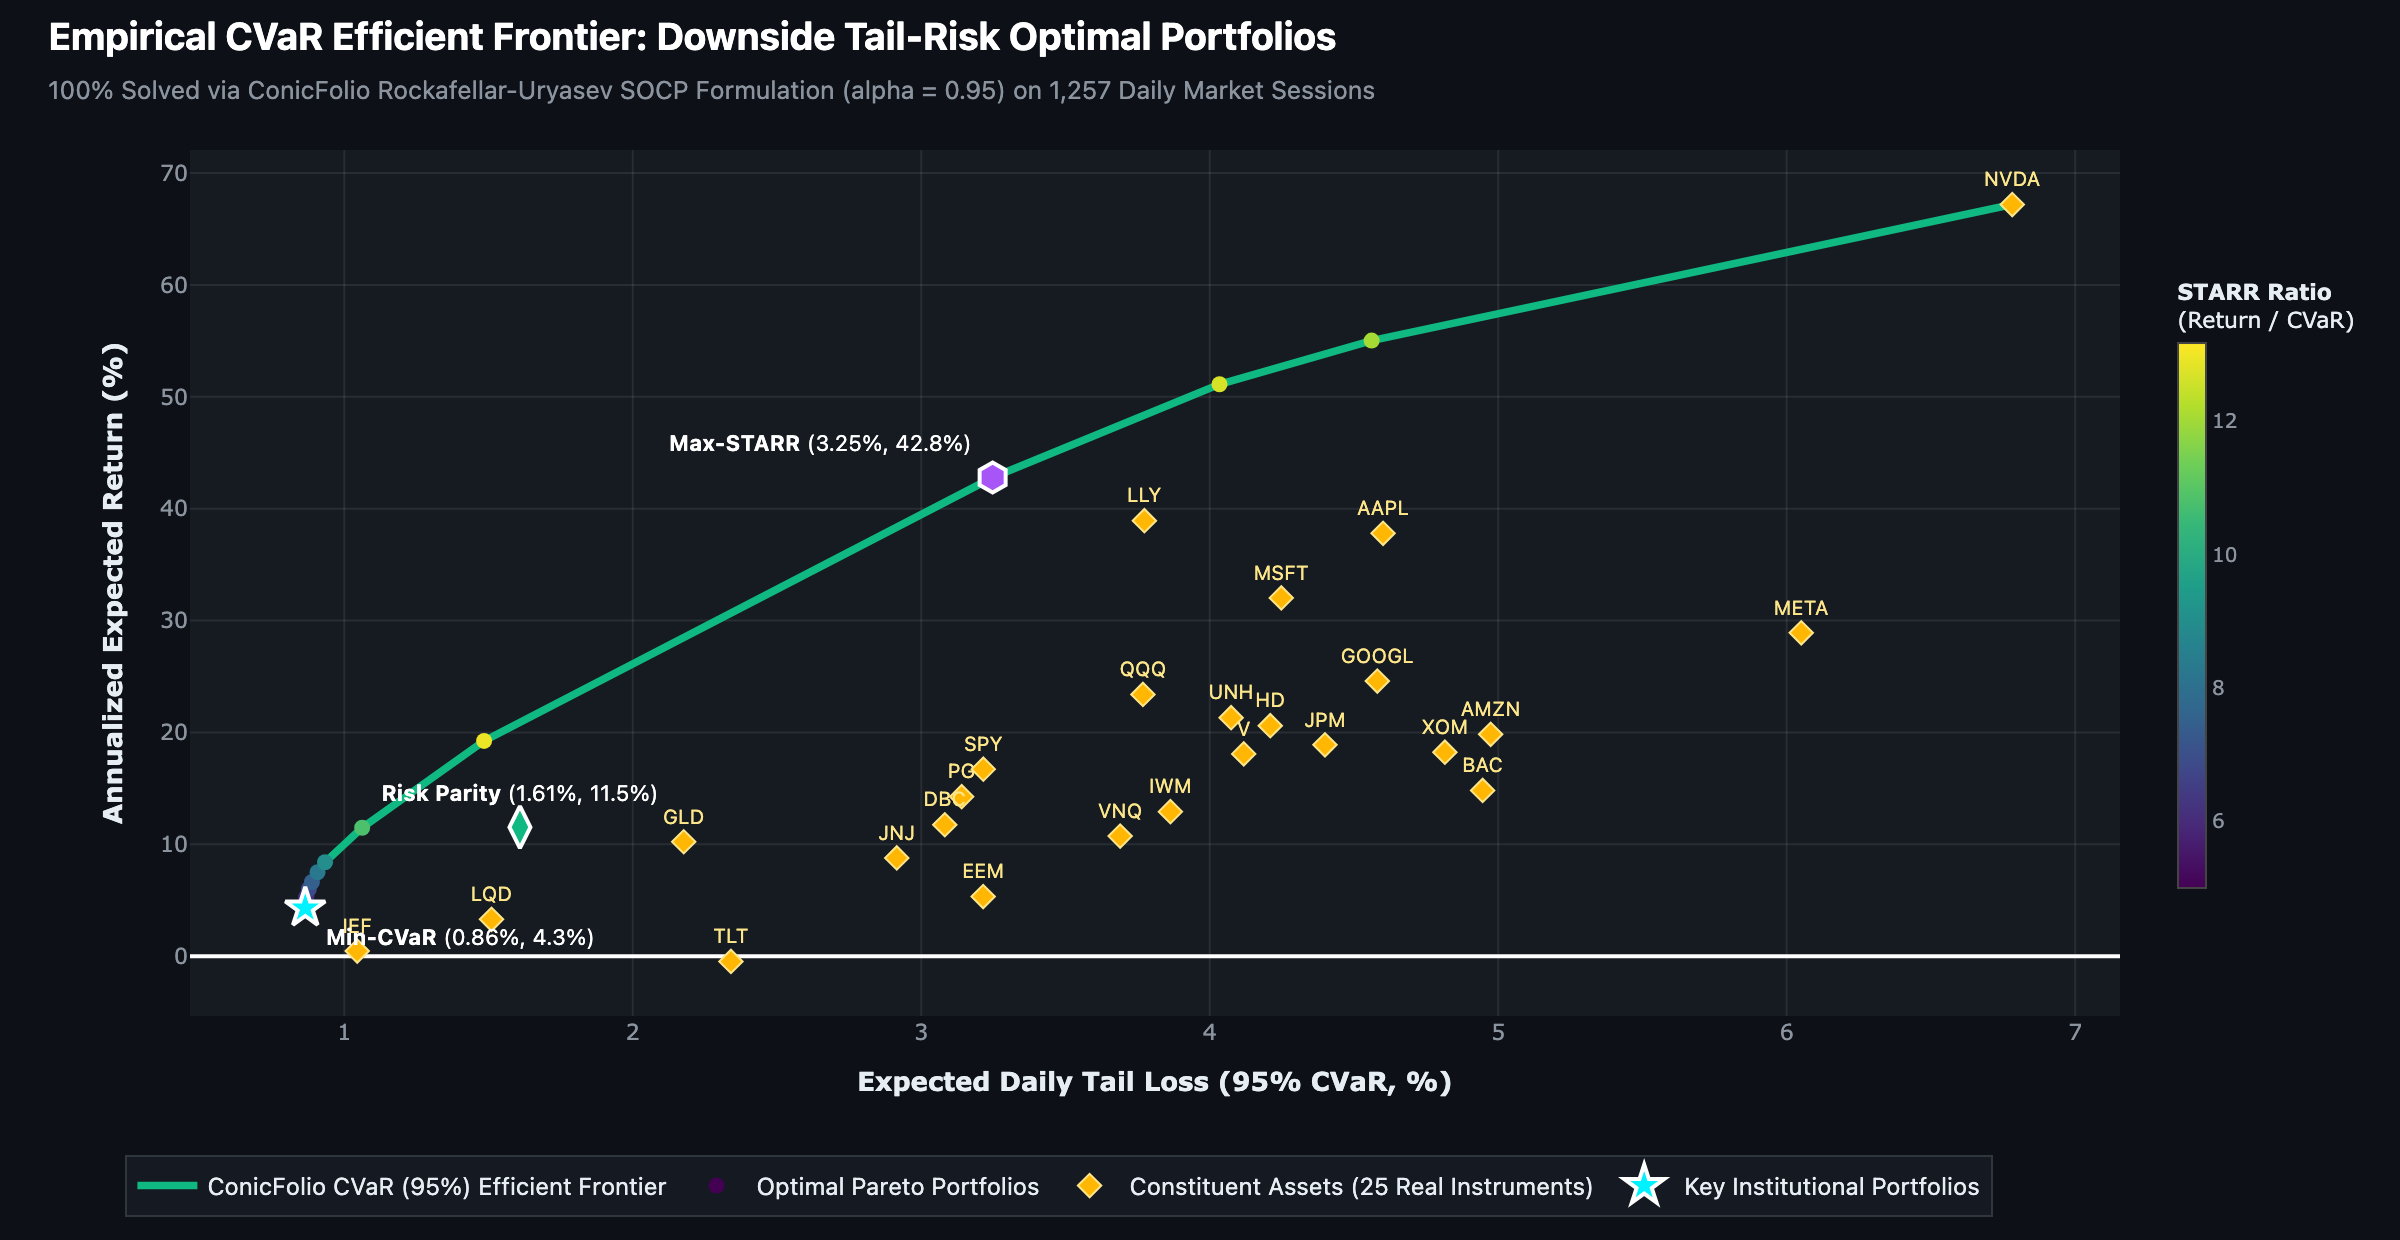 Empirical CVaR Efficient Frontier: Downside Tail-Risk Optimal Portfolios
100% Solved via ConicFolio Rockafellar-Uryasev SOCP Formulation (alpha = 0.95) on 1,257 Daily Market Sessions
Annualized Expected Return (%)
70
60
50
40
30
20
10
0
NVDA
Max-STARR (3.25%, 42.8%)
LLY
AAPL
MSFT
META
GOOGL
QQQ
UNH
HD
V
JPM
AMZN
XOM
BAC
SPY
PG
DBC
IWM
VNQ
Risk Parity (1.61%, 11.5%)
GLD
JNJ
EEM
LQD
IEF
Min-CVaR (0.86%, 4.3%)
TLT
1
2
3
4
5
6
7
Expected Daily Tail Loss (95% CVaR, %)
STARR Ratio
(Return / CVaR)
12
10
8
6
ConicFolio CVaR (95%) Efficient Frontier
Optimal Pareto Portfolios
Constituent Assets (25 Real Instruments)
Key Institutional Portfolios